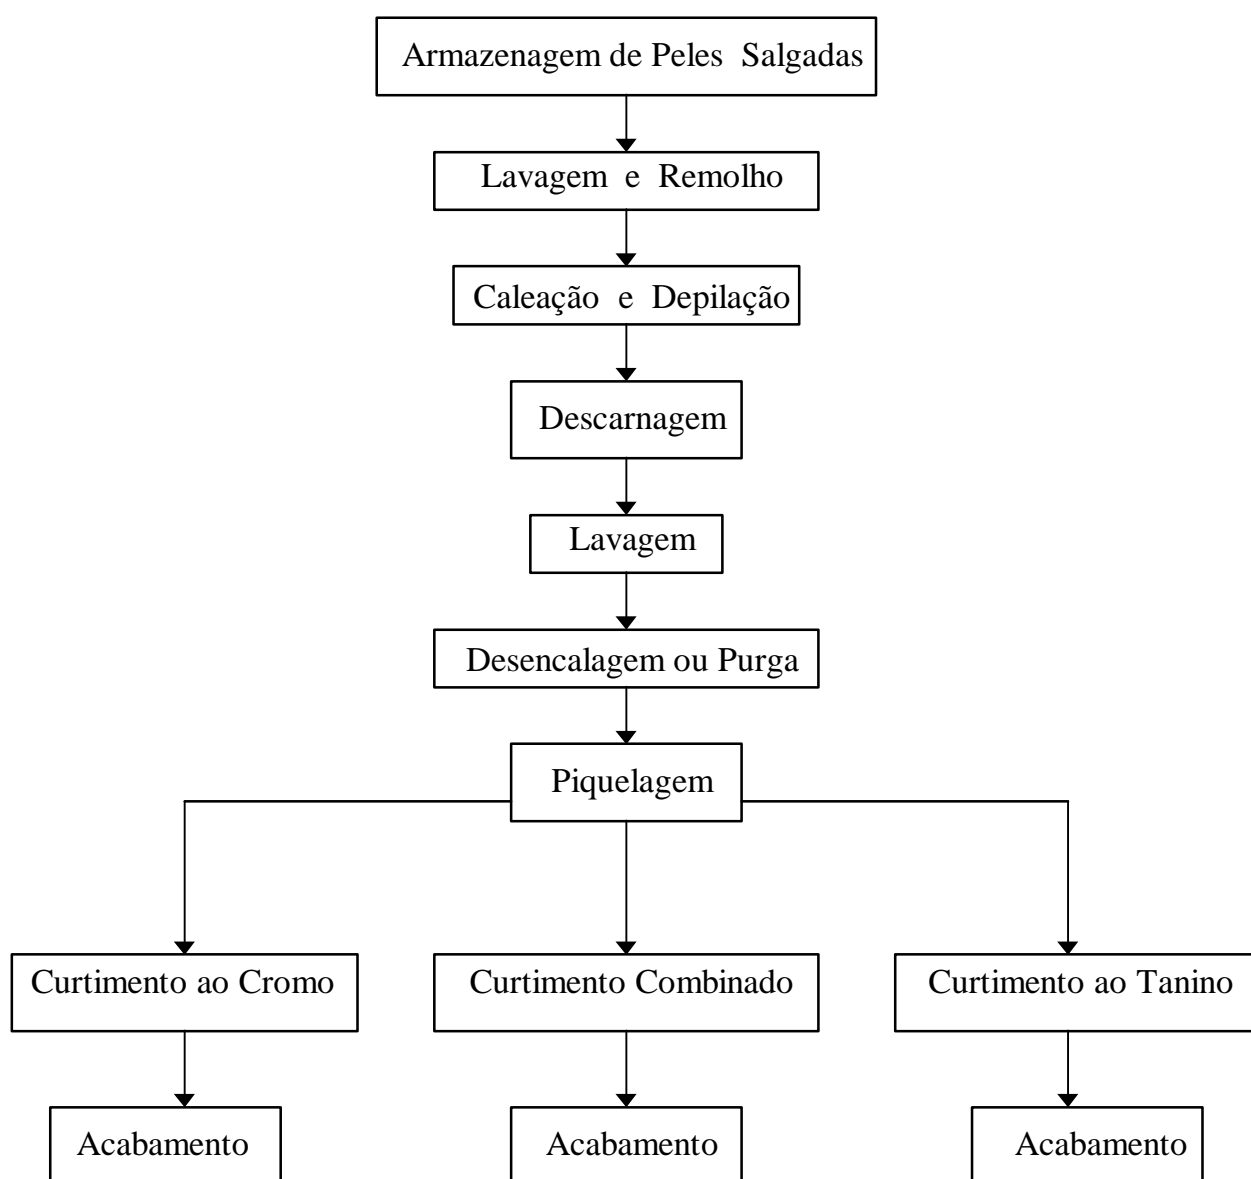 Armazenagem de Peles Salgadas
Lavagem e Remolho
Caleação e Depilação
Descarnagem
Lavagem
Desencalagem ou Purga
Piquelagem
Curtimento ao Cromo
Curtimento Combinado
Curtimento ao Tanino
Acabamento
Acabamento
Acabamento